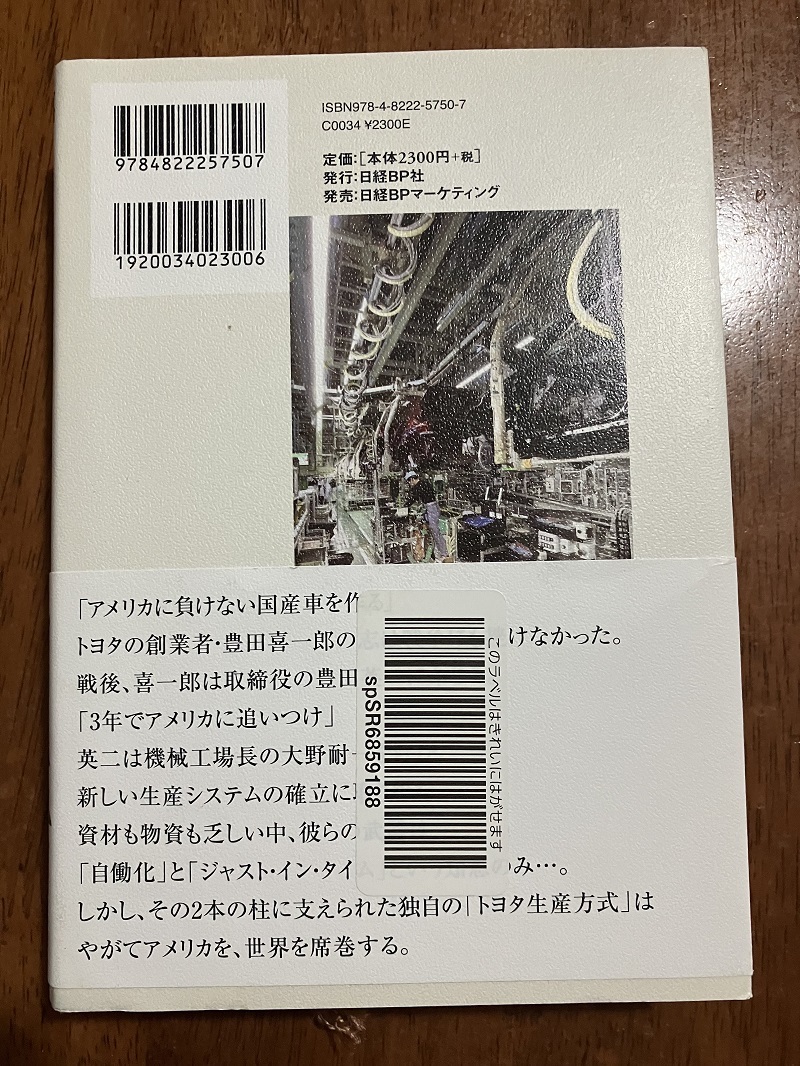 9784822257507
1920034023006
ISBN978-4-8222-5750-7
C0034 ¥2300E
定価:[本体2300円+税]
発行:日経BP社
発売:日経BPマーケティング
「アメリカに負けない国産車を作
トヨタの創業者・豊田喜一郎の けなかった。
戦後、喜一郎は取締役の豊田
「3年でアメリカに追いつけ」
英二は機械工場長の大野耐
新しい生産システムの確立に
資材も物資も乏しい中、彼らの
「自働化」と「ジャスト・イン・タイ み…。
しかし、その2本の柱に支えられた独自の「トヨタ生産方式」は
やがてアメリカを、世界を席巻する。
spSR6859188
このラベルはきれいにはがせます